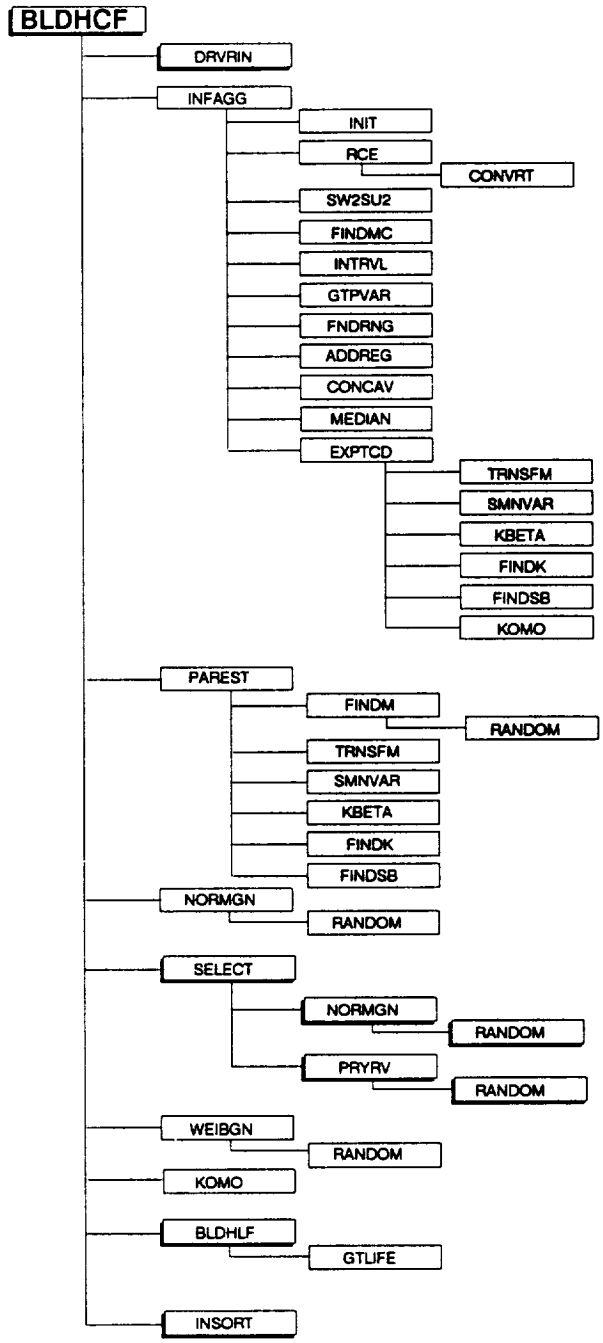 BLDHCF
DRVRIN
INFAGG
INIT
RCE
CONVRT
SW2SU2
FINDMC
INTRVL
GTPVAR
FNDRNG
ADDREG
CONCAV
MEDIAN
EXPTCD
TRNSFM
SMNVAR
KBETA
FINDK
FINDSB
KOMO
PAREST
FINDM
RANDOM
TRNSFM
SMNVAR
KBETA
FINDK
FINDSB
NORMGN
RANDOM
SELECT
NORMGN
RANDOM
PRYRV
RANDOM
WEIBGN
RANDOM
KOMO
BLDHLF
GTLIFE
INSORT